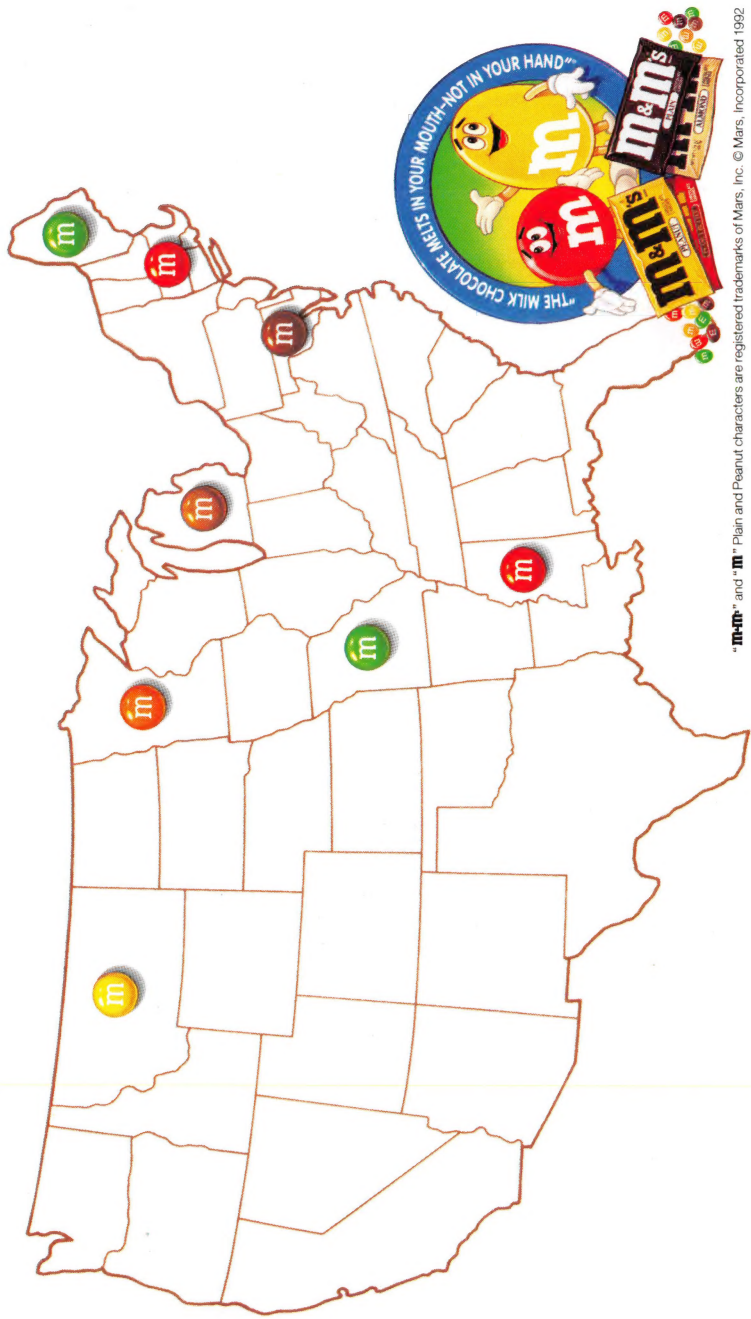 m
m
m
m
m
m
m
m
"THE MILK CHOCOLATE MELTS IN YOUR MOUTH-NOT IN YOUR HAND"®
m
m
m&m's
PLAIN
ALMOND
m&m's
PEANUT
"m&m's" and "m" Plain and Peanut characters are registered trademarks of Mars, Inc. © Mars, Incorporated 1992